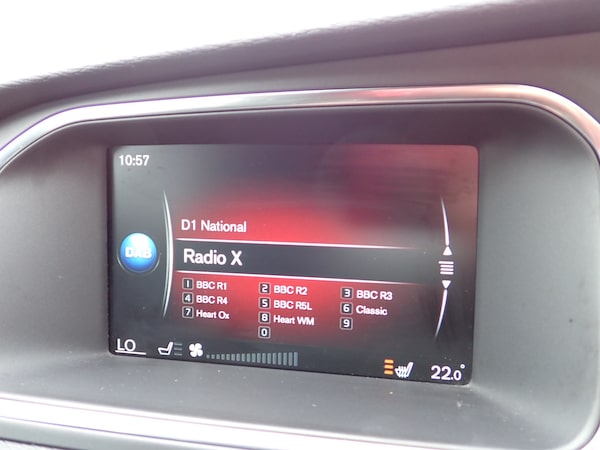 10:57
D1 National
DAB
Radio X
1 BBC R1 2 BBC R2 3 BBC R3
4 BBC R4 5 BBC R5L 6 Classic
7 Heart Ox 8 Heart WM 9
0
LO 22.0°